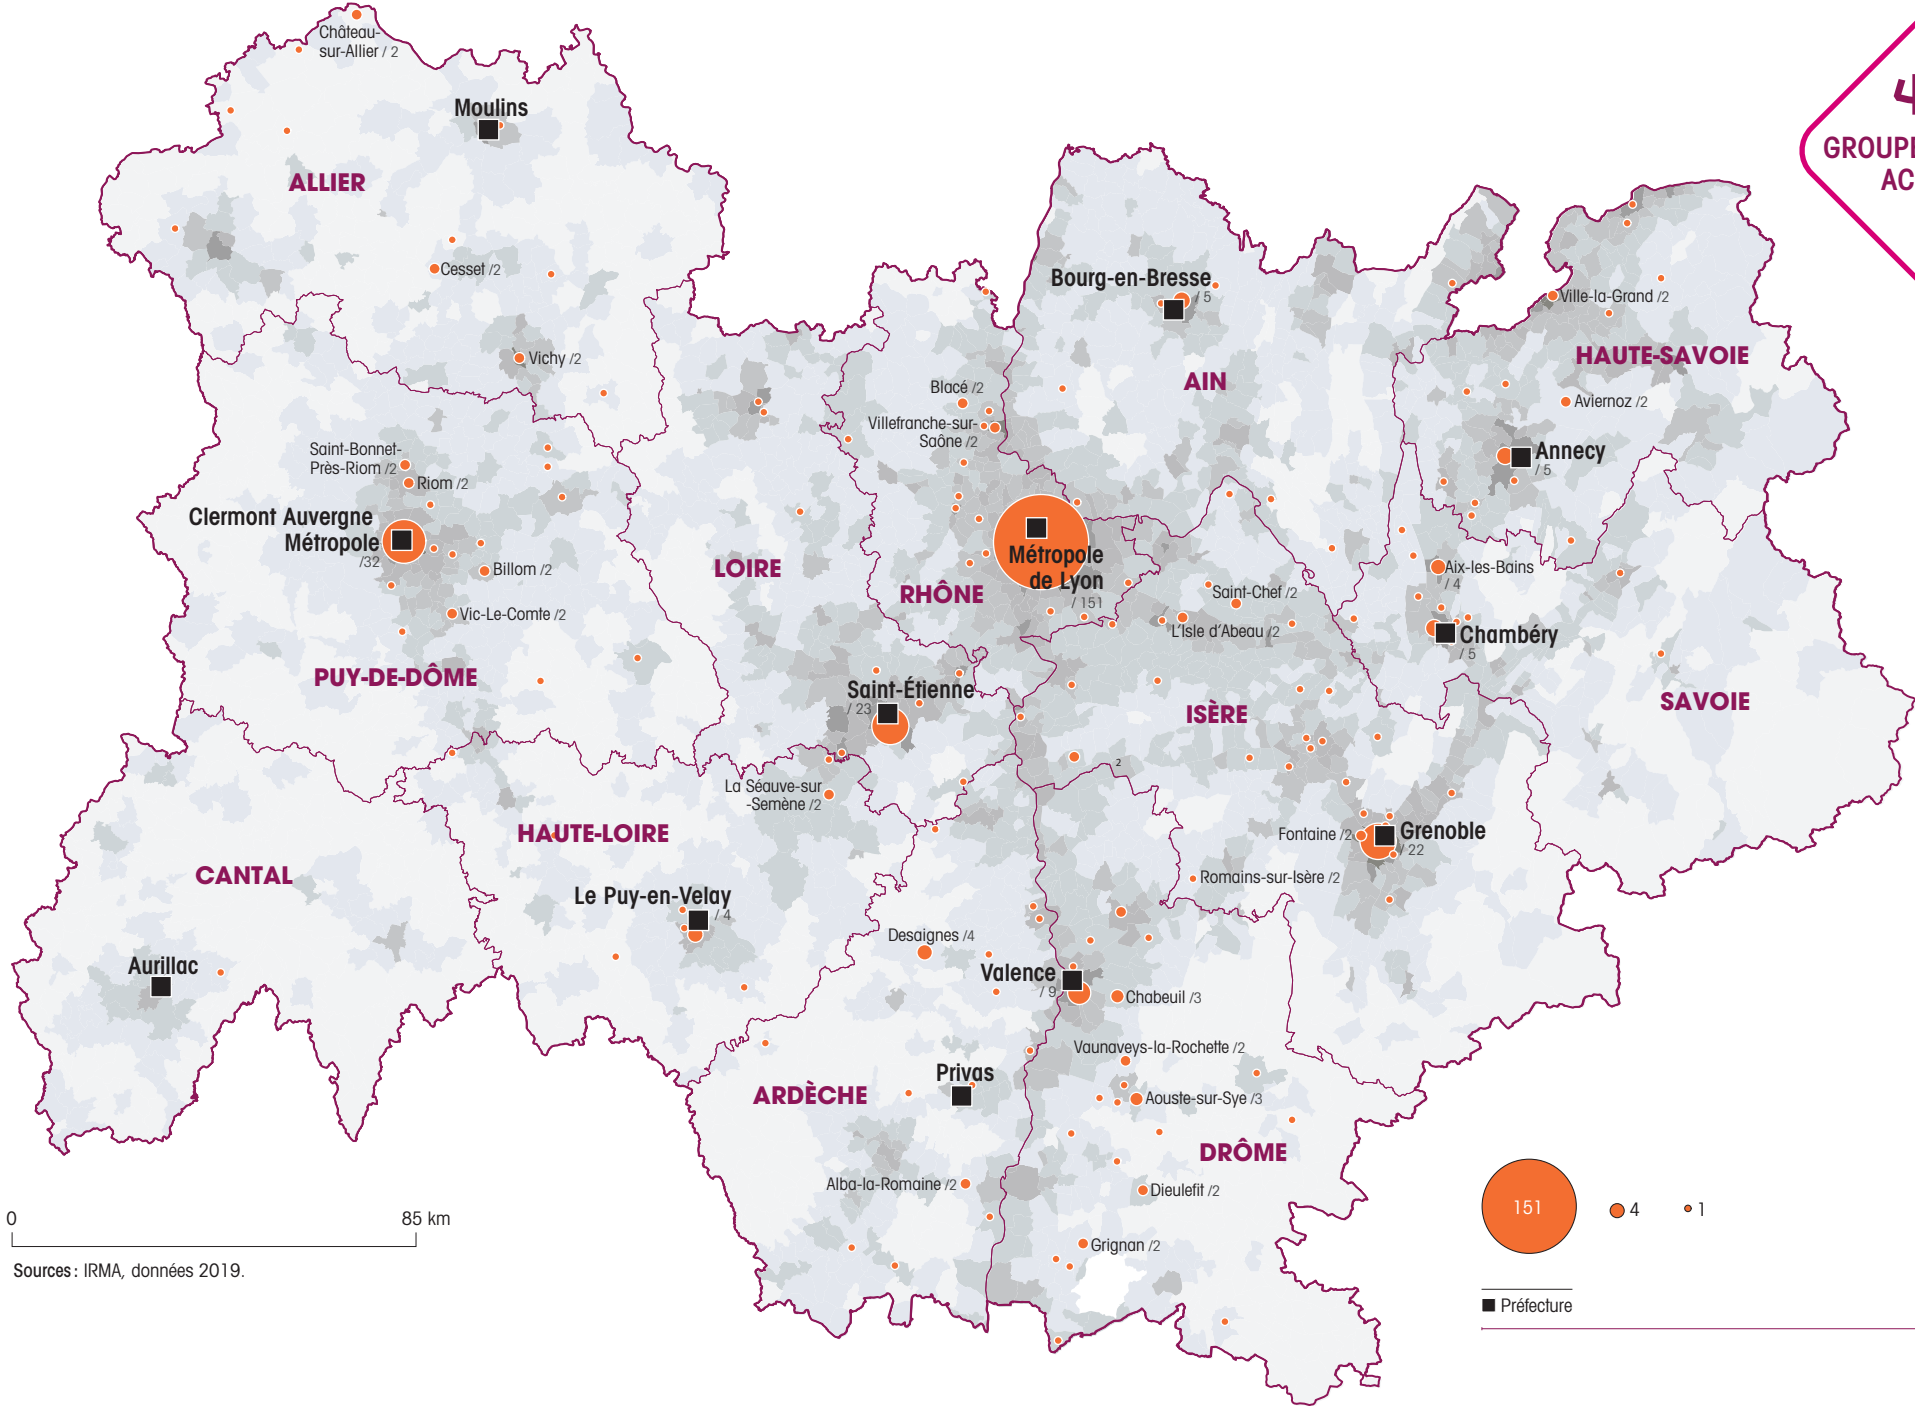 Château-
sur-Allier / 2
Moulins
GROUPE
AC
ALLIER
Cesset /2
Bourg-en-Bresse
/ 5
Ville-la-Grand /2
Vichy /2
HAUTE-SAVOIE
AIN
Blacé /2
Aviernoz /2
Villefranche-sur-
Saône /2
Saint-Bonnet-
Près-Riom /2
Annecy
/ 5
Riom /2
Clermont Auvergne
Métropole
/32
Métropole
de Lyon
/ 151
Billom /2
LOIRE
RHÔNE
Aix-les-Bains
/ 4
Saint-Chef /2
Vic-Le-Comte /2
L'Isle d'Abeau /2
Chambéry
/ 5
PUY-DE-DÔME
Saint-Étienne
/ 23
ISÈRE
SAVOIE
2
La Séauve-sur
-Semène /2
HAUTE-LOIRE
Fontaine /2
Grenoble
/ 22
CANTAL
Romains-sur-Isère /2
Le Puy-en-Velay
/ 4
Desaignes /4
Aurillac
Valence
/ 9
Chabeuil /3
Vaunaveys-la-Rochette /2
Privas
ARDÈCHE
Aouste-sur-Sye /3
DRÔME
Alba-la-Romaine /2
Dieulefit /2
Grignan /2
0 85 km
Sources : IRMA, données 2019.
151 4 1
Préfecture